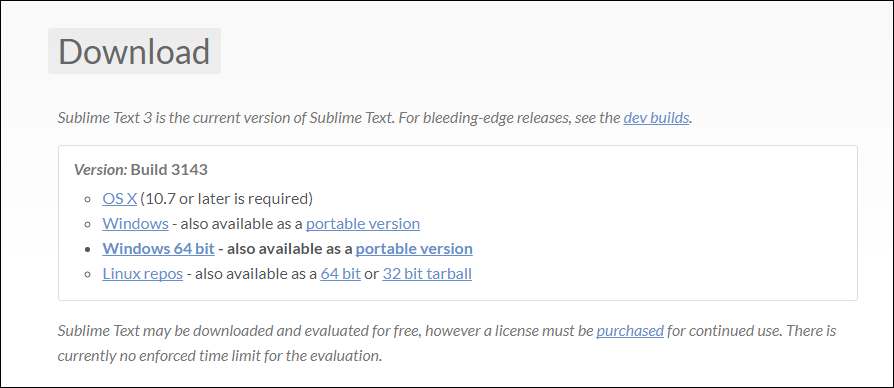 Download
Sublime Text 3 is the current version of Sublime Text. For bleeding-edge releases, see the dev builds.
Version: Build 3143
OS X (10.7 or later is required)
Windows - also available as a portable version
Windows 64 bit - also available as a portable version
Linux repos - also available as a 64 bit or 32 bit tarball
Sublime Text may be downloaded and evaluated for free, however a license must be purchased for continued use. There is
currently no enforced time limit for the evaluation.